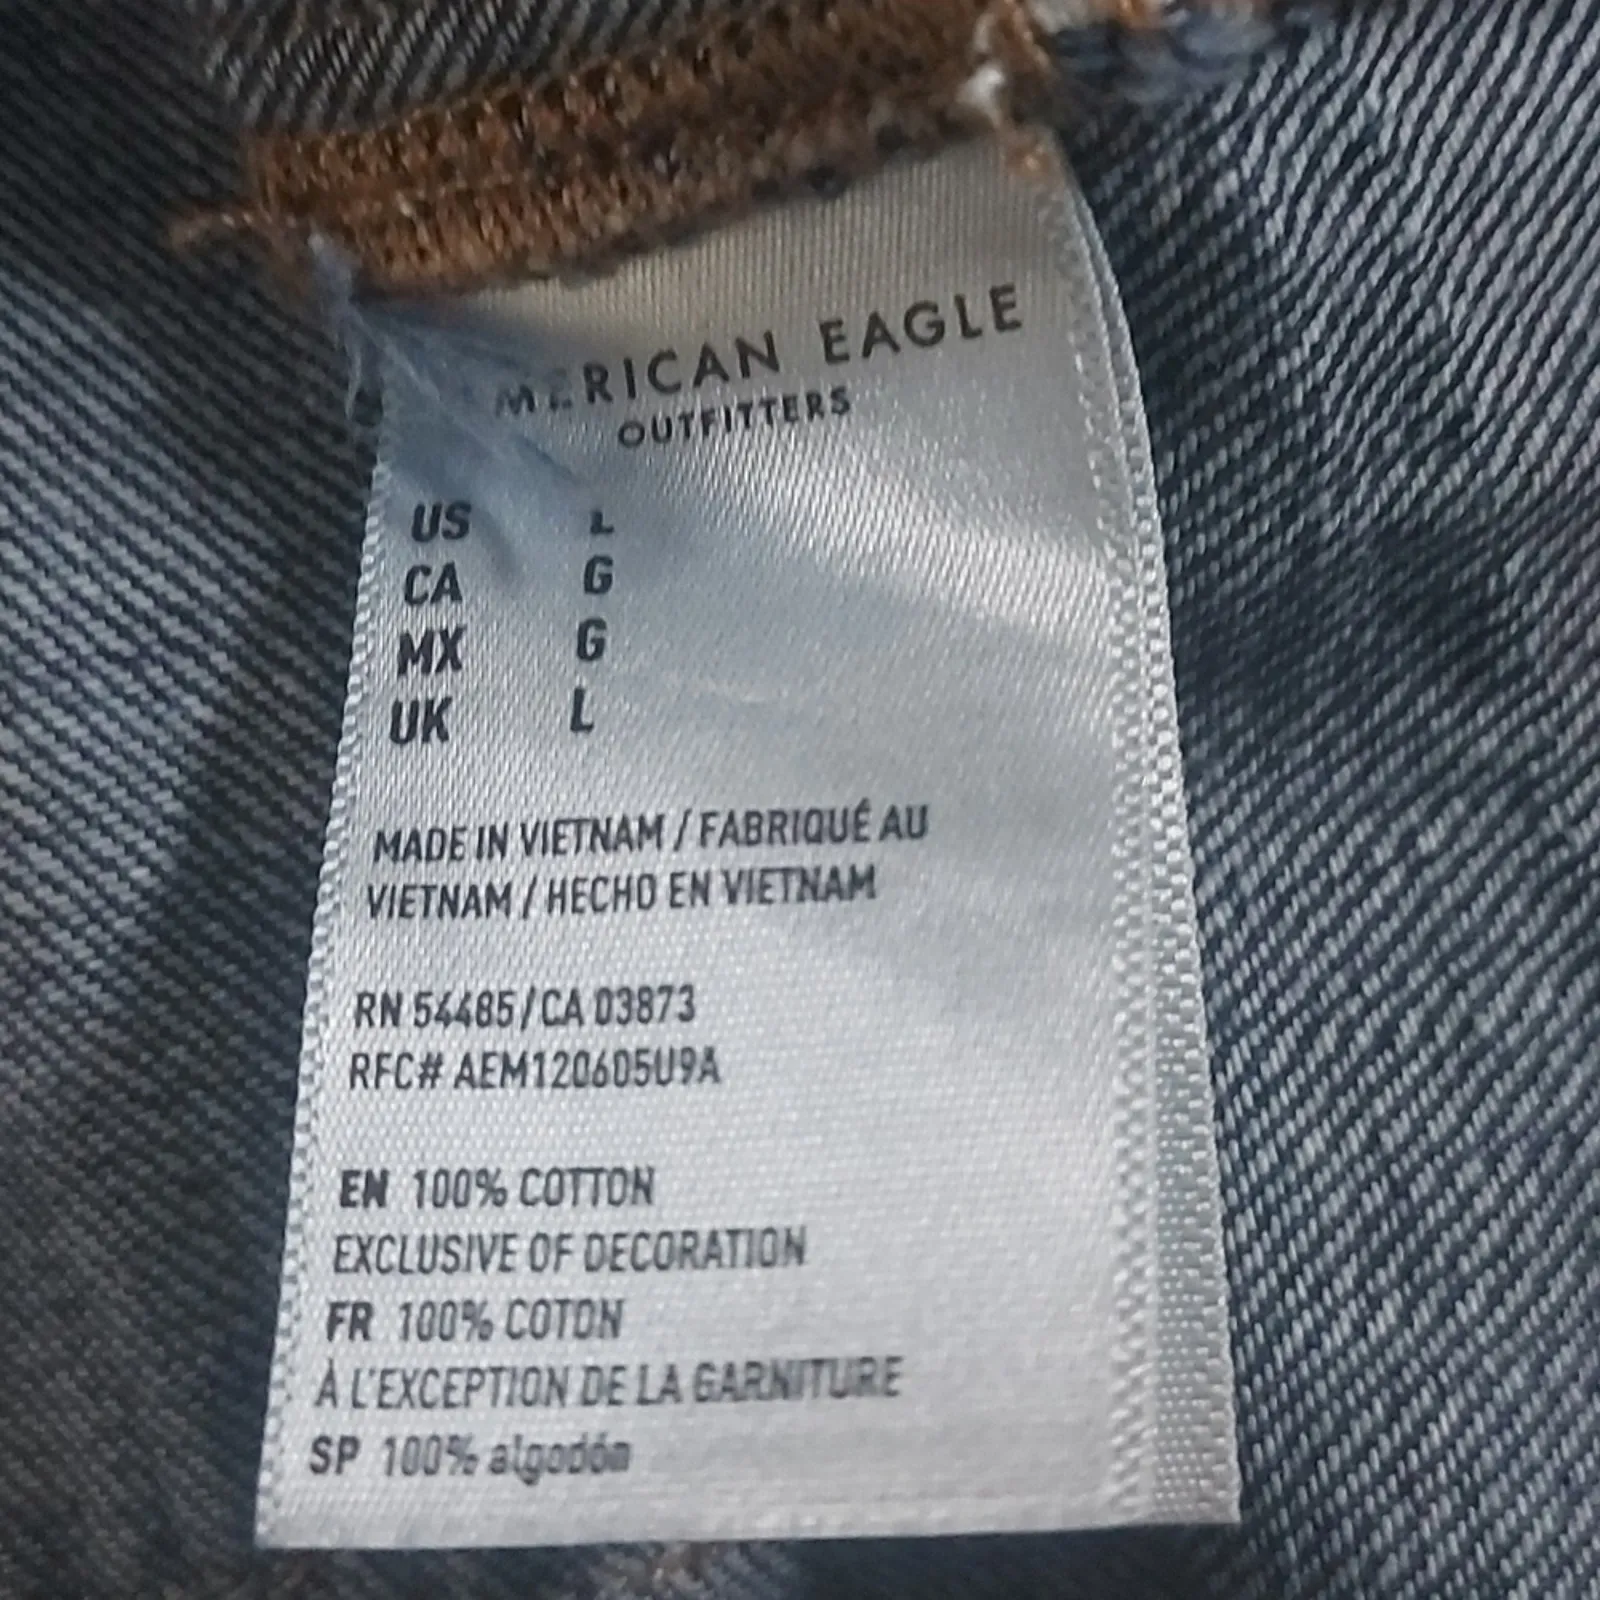 AMERICAN EAGLE
OUTFITTERS
US L
CA G
MX G
UK L
MADE IN VIETNAM / FABRIQUÉ AU
VIETNAM / HECHO EN VIETNAM
RN 54485/CA 03873
RFC# AEM120605U9A
EN 100% COTTON
EXCLUSIVE OF DECORATION
FR 100% COTON
À L'EXCEPTION DE LA GARNITURE
SP 100% algodón